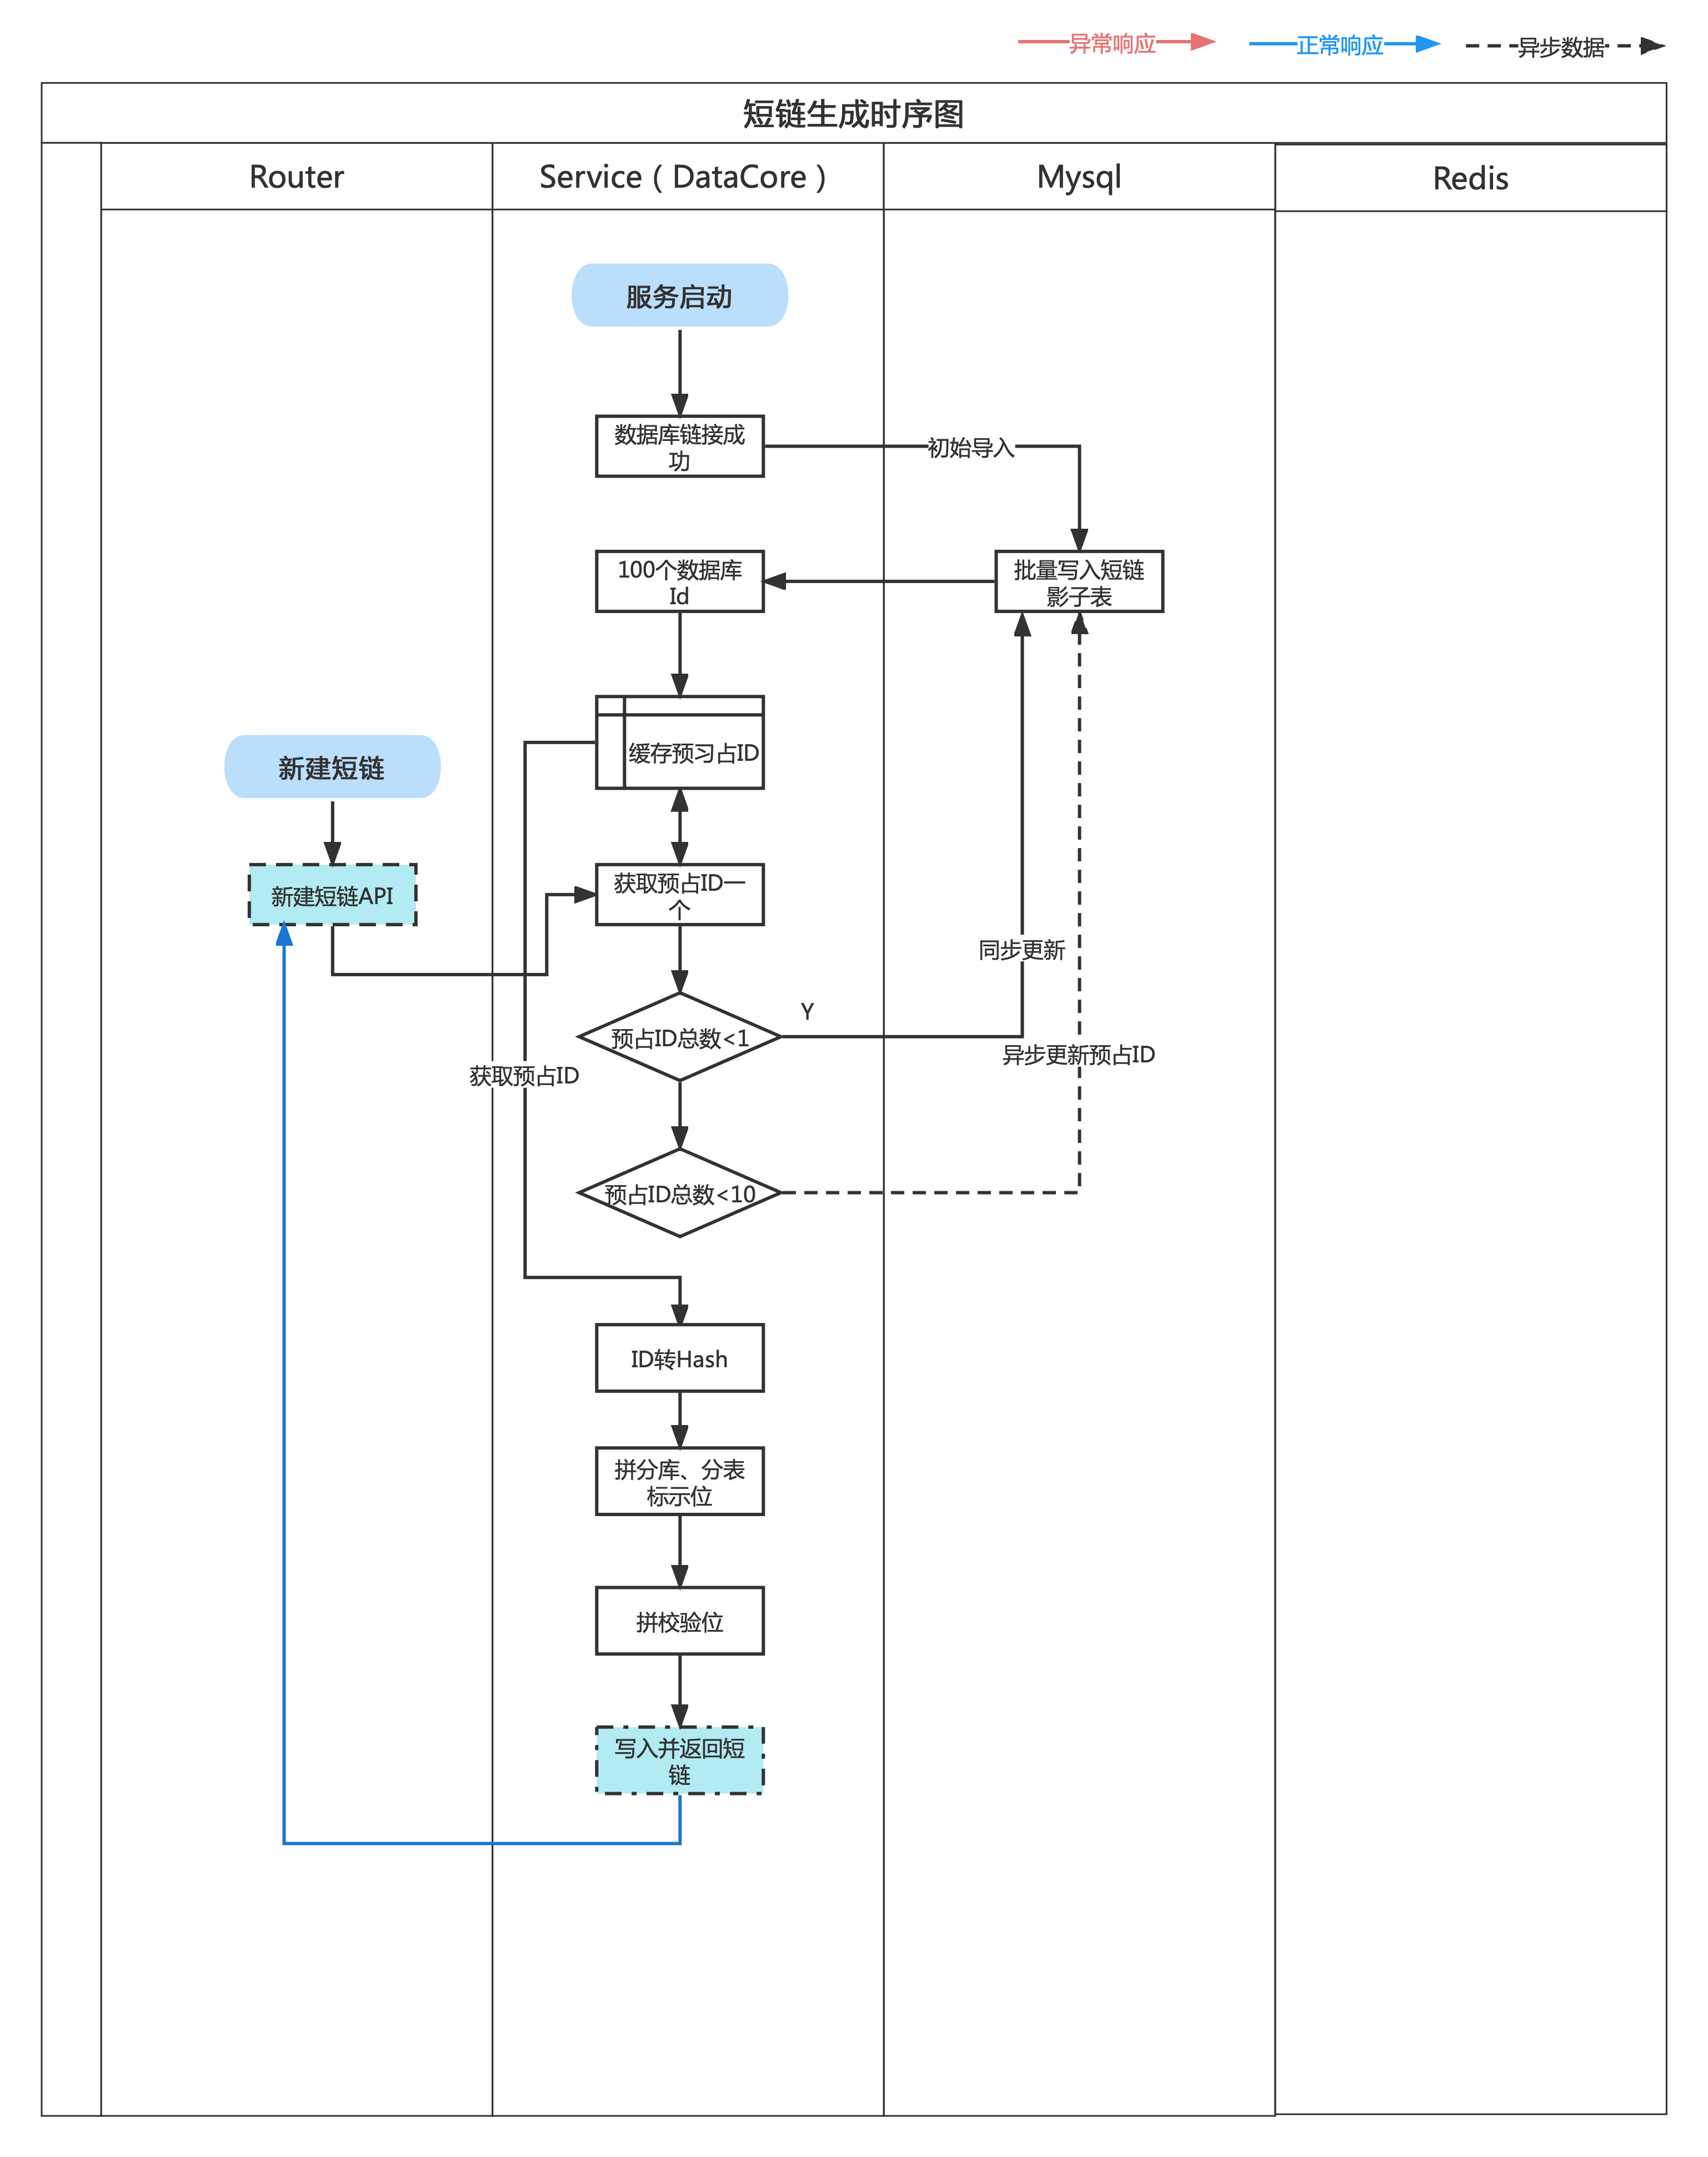 异常响应
正常响应
异步数据
短链生成时序图
Router
Service（DataCore）
Mysql
Redis
服务启动
数据库链接成
功
初始导入
100个数据库
Id
批量写入短链
影子表
缓存预习占ID
新建短链
新建短链API
获取预占ID一
个
同步更新
Y
预占ID总数<1
异步更新预占ID
获取预占ID
预占ID总数<10
ID转Hash
拼分库、分表
标示位
拼校验位
写入并返回短
链